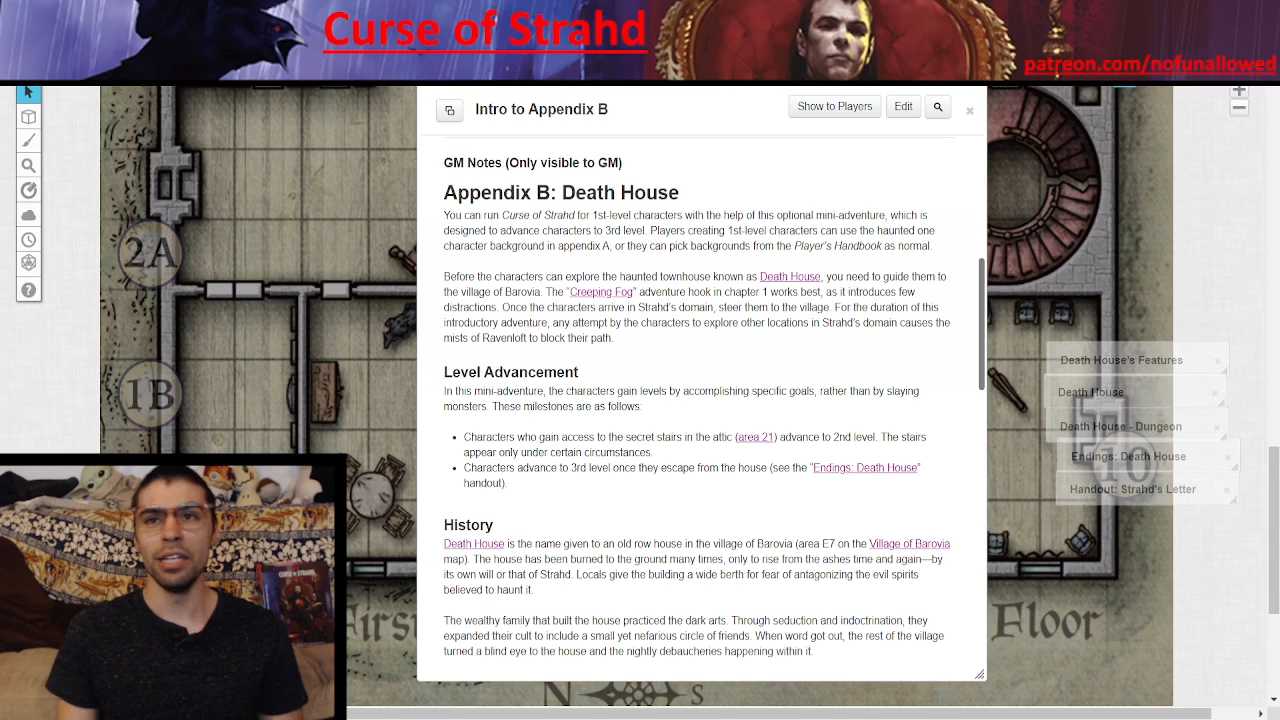 Curse of Strahd
patreon.com/nofunallowed
Intro to Appendix B
Show to Players
Edit
GM Notes (Only visible to GM)
Appendix B: Death House
You can run Curse of Strahd for 1st-level characters with the help of this optional mini-adventure, which is
designed to advance characters to 3rd level. Players creating 1st-level characters can use the haunted one
character background in appendix A, or they can pick backgrounds from the Player's Handbook as normal.
Before the characters can explore the haunted townhouse known as Death House, you need to guide them to
the village of Barovia. The "Creeping Fog" adventure hook in chapter 1 works best, as it introduces few
distractions. Once the characters arrive in Strahd's domain, steer them to the village. For the duration of this
introductory adventure, any attempt by the characters to explore other locations in Strahd's domain causes the
mists of Ravenloft to block their path.
Level Advancement
In this mini-adventure, the characters gain levels by accomplishing specific goals, rather than by slaying
monsters. These milestones are as follows:
• Characters who gain access to the secret stairs in the attic (area 21) advance to 2nd level. The stairs
appear only under certain circumstances.
• Characters advance to 3rd level once they escape from the house (see the "Endings: Death House"
handout).
History
Death House is the name given to an old row house in the village of Barovia (area E7 on the Village of Barovia
map). The house has been burned to the ground many times, only to rise from the ashes time and again—by
its own will or that of Strahd. Locals give the building a wide berth for fear of antagonizing the evil spirits
believed to haunt it.
The wealthy family that built the house practiced the dark arts. Through seduction and indoctrination, they
expanded their cult to include a small yet nefarious circle of friends. When word got out, the rest of the village
turned a blind eye to the house and the nightly debaucheries happening within it.
2A
1B
10
Death House's Features
Death House
Death House - Dungeon
Endings: Death House
Handout: Strahd's Letter
First
Floor
N
S
CURSE OF STRAHD